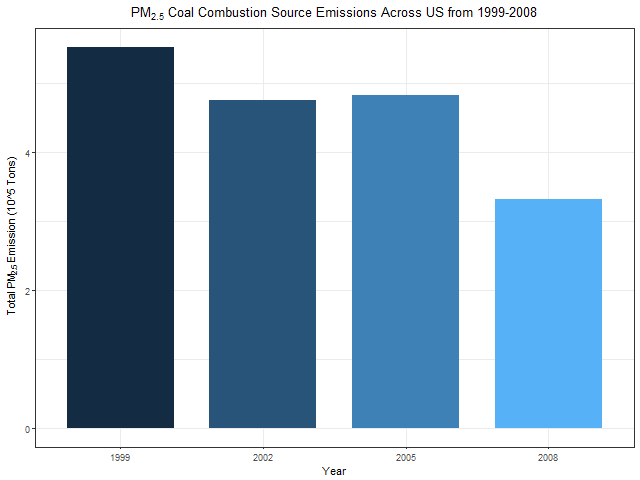 PM2.5 Coal Combustion Source Emissions Across US from 1999-2008
Total PM2.5 Emission (10^5 Tons)
4
2
0
1999 2002 2005 2008
Year